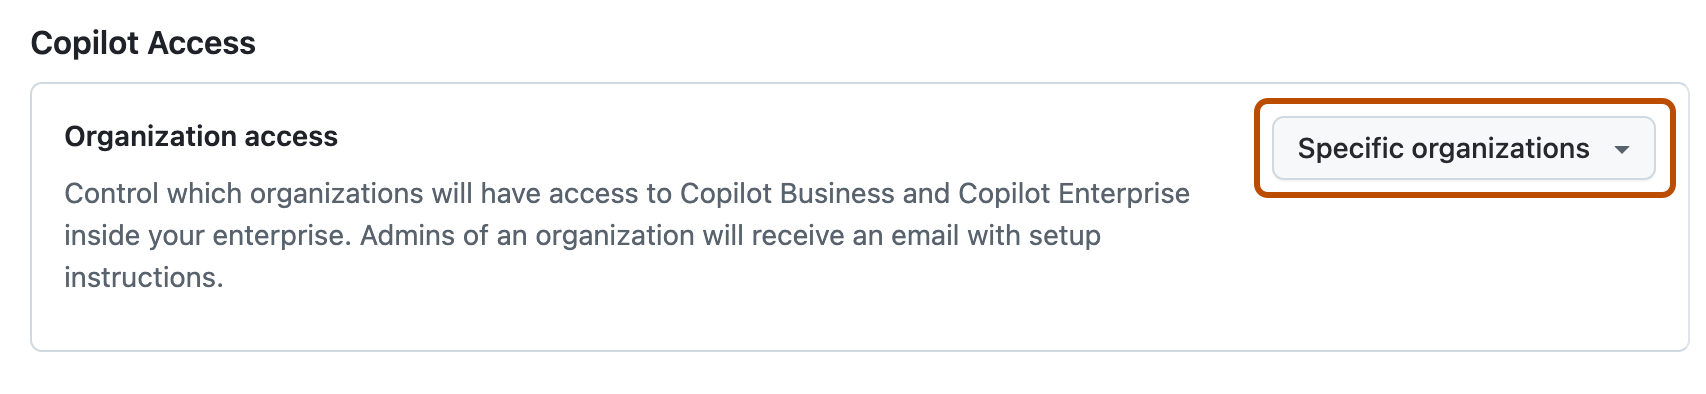 Copilot Access
Organization access
Specific organizations
Control which organizations will have access to Copilot Business and Copilot Enterprise
inside your enterprise. Admins of an organization will receive an email with setup
instructions.